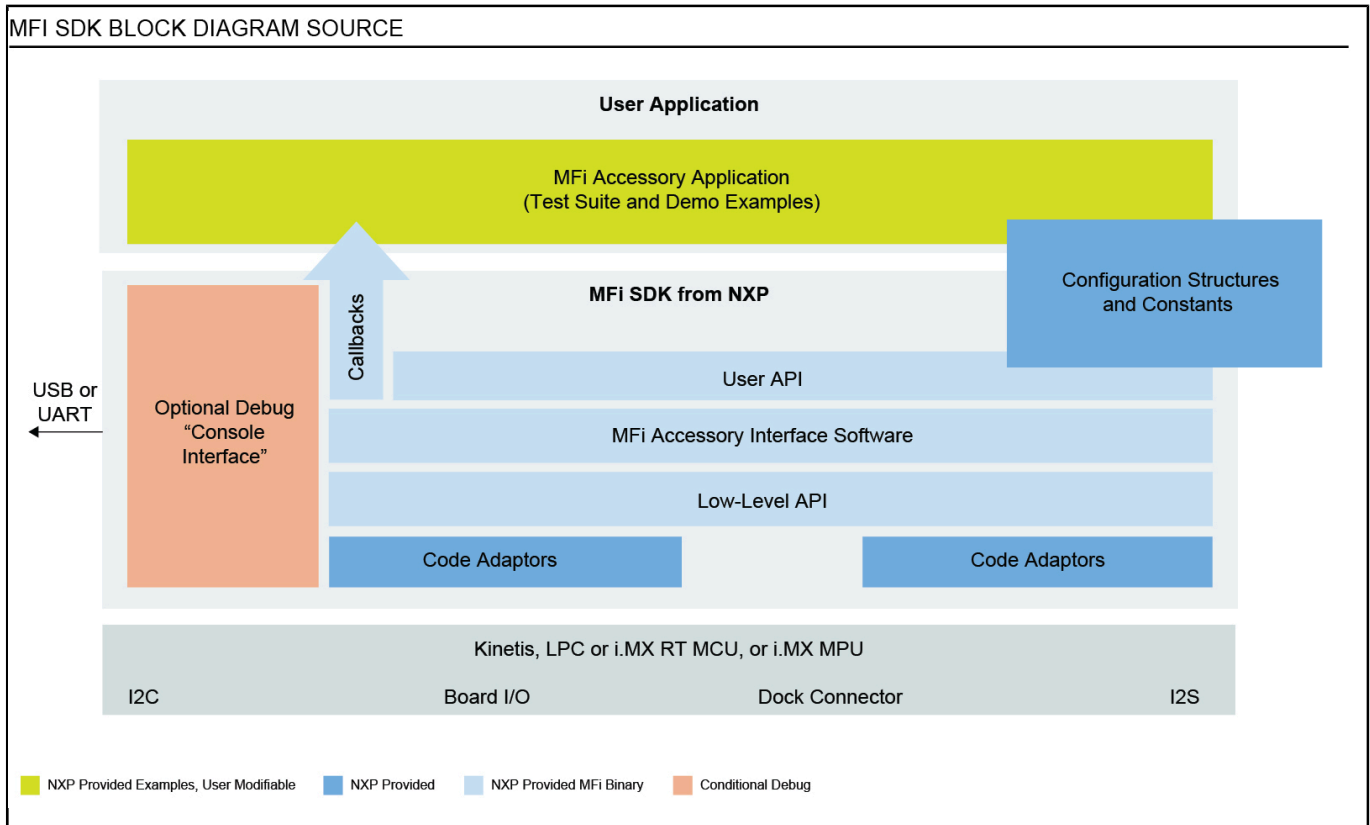 MFI SDK BLOCK DIAGRAM SOURCE
User Application
MFi Accessory Application
(Test Suite and Demo Examples)
Configuration Structures
and Constants
MFi SDK from NXP
Callbacks
User API
USB or
UART
Optional Debug
“Console
Interface”
MFi Accessory Interface Software
Low-Level API
Code Adaptors
Code Adaptors
Kinetis, LPC or i.MX RT MCU, or i.MX MPU
I2C
Board I/O
Dock Connector
I2S
NXP Provided Examples, User Modifiable
NXP Provided
NXP Provided MFi Binary
Conditional Debug